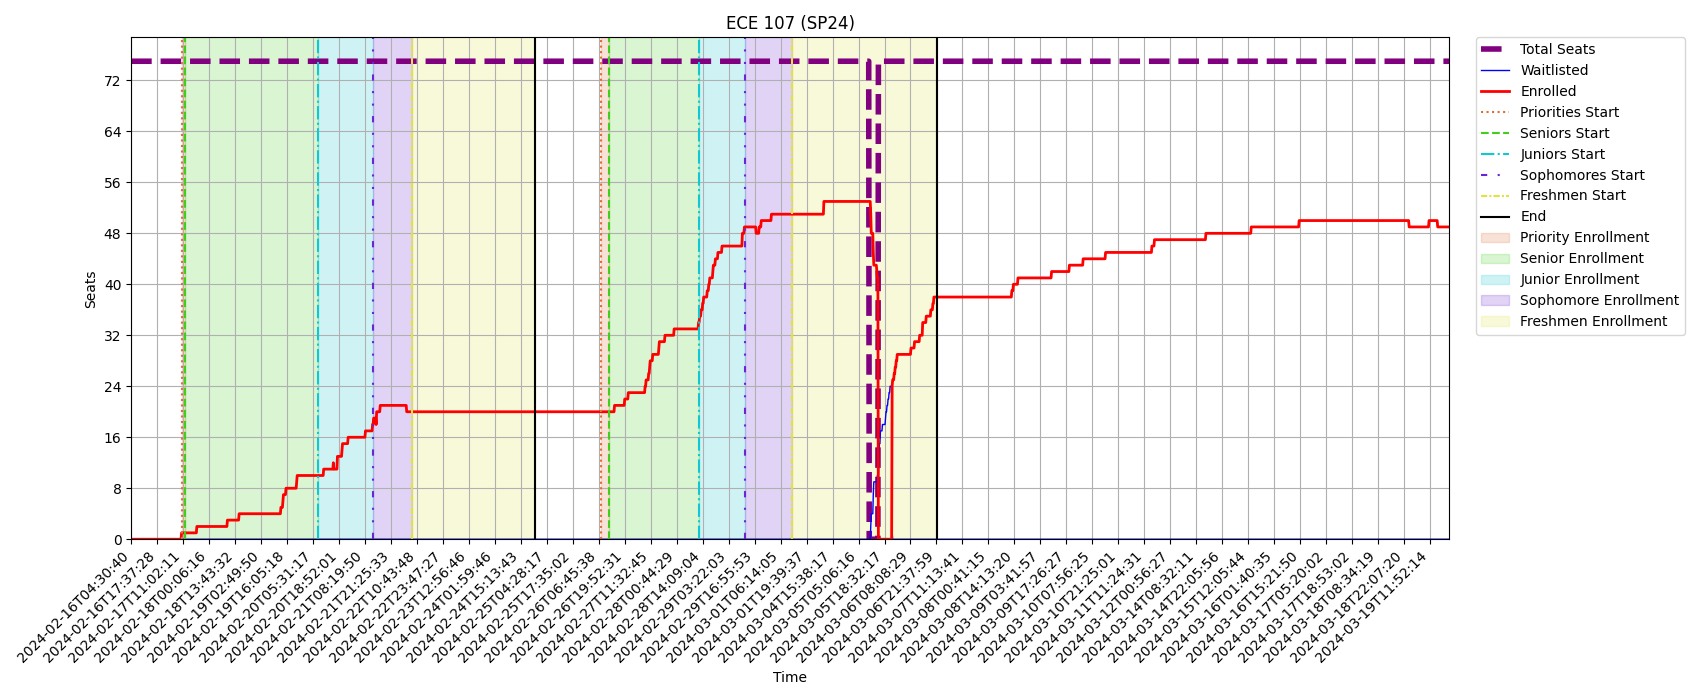 ECE 107 (SP24)
Total Seats
Waitlisted
Enrolled
Priorities Start
Seniors Start
Juniors Start
Sophomores Start
Freshmen Start
End
Priority Enrollment
Senior Enrollment
Junior Enrollment
Sophomore Enrollment
Freshmen Enrollment
Seats
72
64
56
48
40
32
24
16
8
0
2024-02-16T04:30:40
2024-02-16T17:37:28
2024-02-17T11:02:11
2024-02-18T00:06:16
2024-02-18T13:43:32
2024-02-19T02:49:50
2024-02-19T16:05:18
2024-02-20T05:31:17
2024-02-20T18:52:01
2024-02-21T08:19:50
2024-02-21T21:25:33
2024-02-22T10:43:48
2024-02-22T23:47:27
2024-02-23T12:56:46
2024-02-24T01:59:46
2024-02-24T15:13:43
2024-02-25T04:28:17
2024-02-25T17:35:02
2024-02-26T06:45:38
2024-02-26T19:52:31
2024-02-27T11:32:45
2024-02-28T00:44:29
2024-02-28T14:09:04
2024-02-29T03:22:03
2024-02-29T16:55:53
2024-03-01T06:14:05
2024-03-01T19:39:37
2024-03-04T15:38:17
2024-03-05T05:06:16
2024-03-05T18:32:17
2024-03-06T08:08:29
2024-03-06T21:37:59
2024-03-07T11:13:41
2024-03-08T00:41:15
2024-03-08T14:13:20
2024-03-09T03:41:57
2024-03-09T17:26:27
2024-03-10T07:56:25
2024-03-10T21:25:01
2024-03-11T11:24:31
2024-03-12T00:56:27
2024-03-14T08:32:11
2024-03-14T22:05:56
2024-03-15T12:05:44
2024-03-16T01:40:35
2024-03-16T15:21:50
2024-03-17T05:20:02
2024-03-17T18:53:02
2024-03-18T08:34:19
2024-03-18T22:07:20
2024-03-19T11:52:14
Time